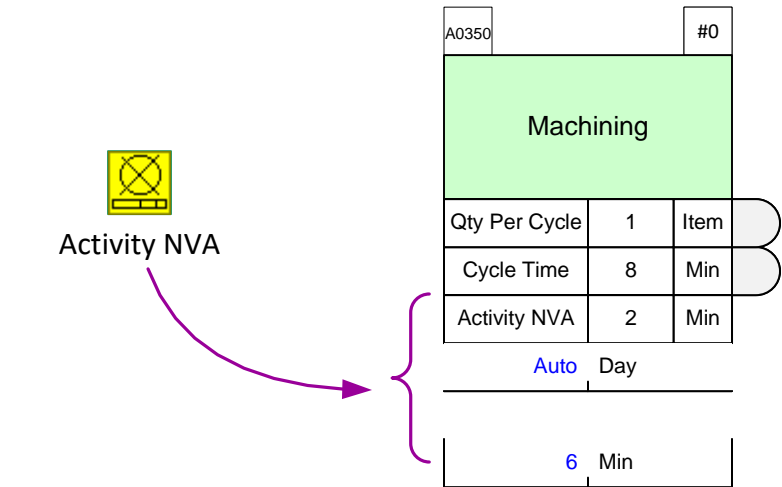 A0350 #0
Machining
Activity NVA
Qty Per Cycle 1 Item
Cycle Time 8 Min
Activity NVA 2 Min
Auto Day
6 Min